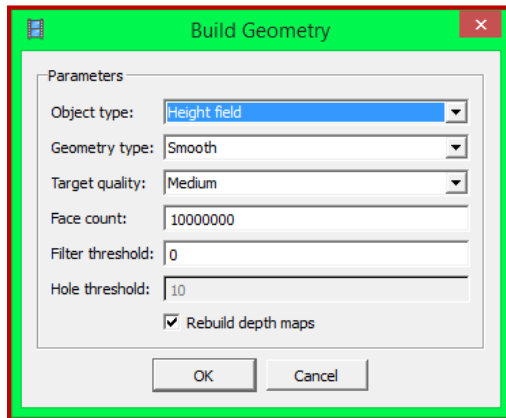 Build Geometry
Parameters
Object type: Height field
Geometry type: Smooth
Target quality: Medium
Face count: 10000000
Filter threshold: 0
Hole threshold: 10
Rebuild depth maps
OK Cancel